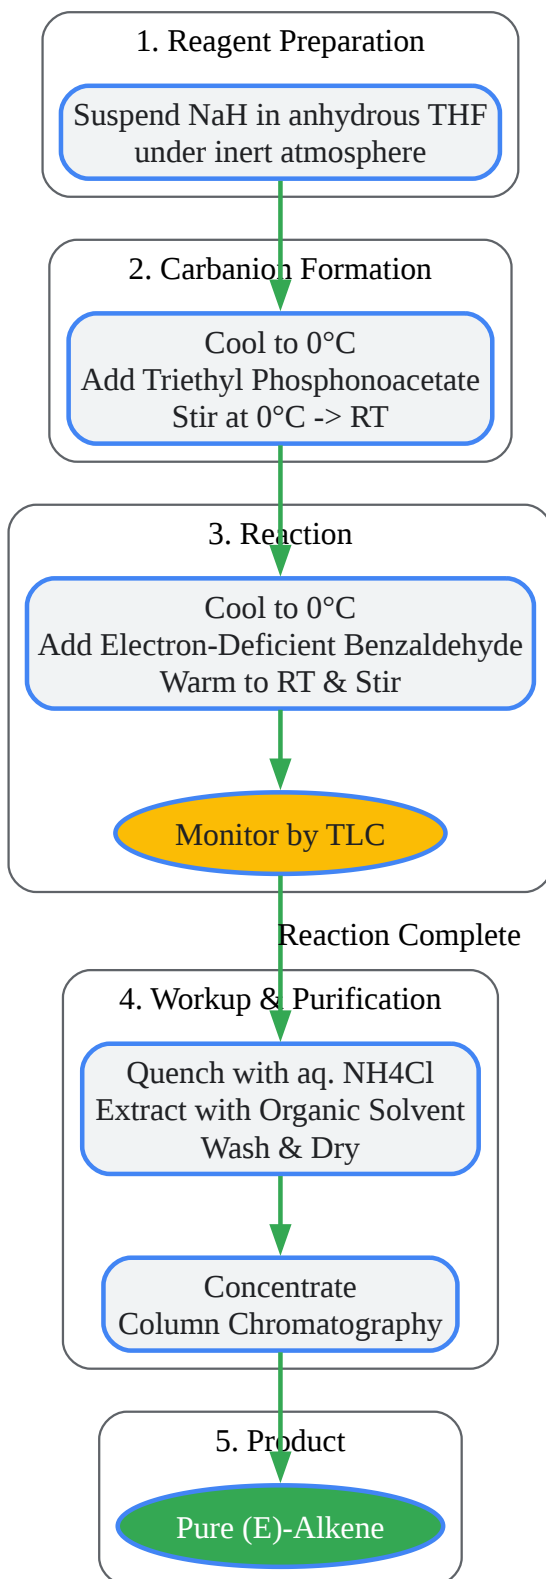 1. Reagent Preparation
Suspend NaH in anhydrous THF
under inert atmosphere
2. Carbanion Formation
Cool to 0°C
Add Triethyl Phosphonoacetate
Stir at 0°C -> RT
3. Reaction
Cool to 0°C
Add Electron-Deficient Benzaldehyde
Warm to RT & Stir
Monitor by TLC
Reaction Complete
4. Workup & Purification
Quench with aq. NH4Cl
Extract with Organic Solvent
Wash & Dry
Concentrate
Column Chromatography
5. Product
Pure (E)-Alkene